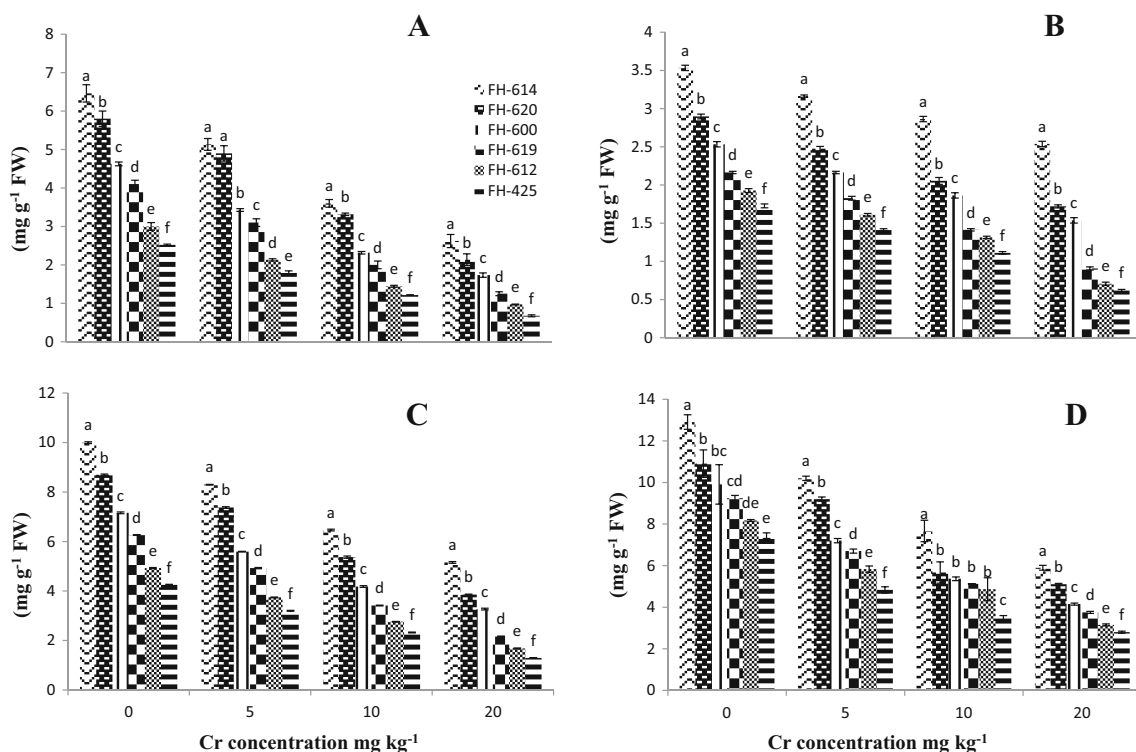 A
8
7
6
5
4
3
2
1
0
(mg g-1 FW)
a b c d e f
a a b c d e
a b c d e f
a b c d e f
FH-614
FH-620
FH-600
FH-619
FH-612
FH-425
B
4
3.5
3
2.5
2
1.5
1
0.5
0
(mg g-1 FW)
a b c d e f
a b c d e f
a b c d e f
a b c d e f
C
12
10
8
6
4
2
0
(mg g-1 FW)
a b c d e f
a b c d e f
a b c d e f
a b c d e f
0 5 10 20
Cr concentration mg kg-1
D
14
12
10
8
6
4
2
0
(mg g-1 FW)
a b bc cd de e
a b c d e f
a b b b b c
a b c d e f
0 5 10 20
Cr concentration mg kg-1